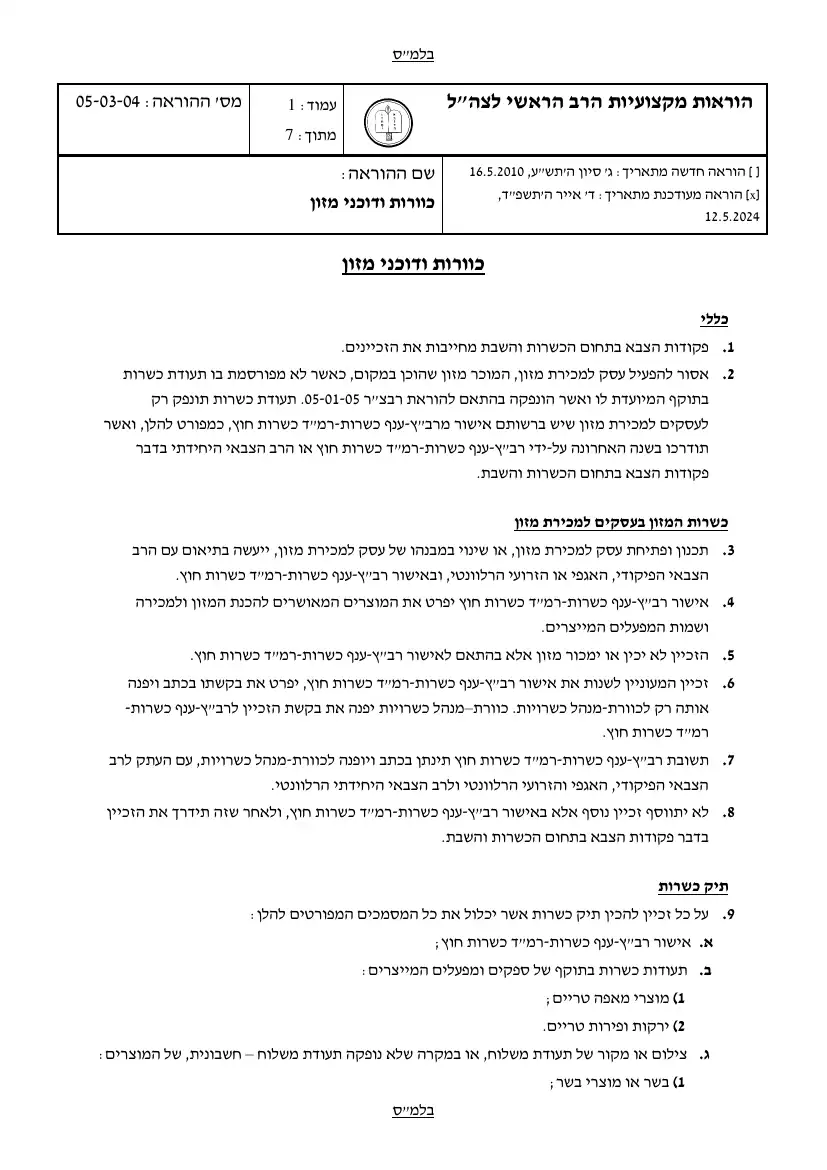 בלמ"ס
הוראות מקצועיות הרב הראשי לצה"ל
עמוד: 1
מתוך: 7
מס' ההוראה: 05-03-04
[ ] הוראה חדשה מתאריך: ג' סיון ה'תש"ע, 16.5.2010
[x] הוראה מעודכנת מתאריך: ד' אייר ה'תשפ"ד,
12.5.2024
שם ההוראה:
כוורות ודוכני מזון
כוורות ודוכני מזון
כללי
1. פקודות הצבא בתחום הכשרות והשבת מחייבות את הזכיינים.
2. אסור להפעיל עסק למכירת מזון, המוכר מזון שהוכן במקום, כאשר לא מפורסמת בו תעודת כשרות
בתוקף המיועדת לו ואשר הונפקה בהתאם להוראת רבצ"ר 05-01-05. תעודת כשרות תונפק רק
לעסקים למכירת מזון שיש ברשותם אישור מרב"ץ-ענף כשרות-רמ"ד כשרות חוץ, כמפורט להלן, ואשר
תודרכו בשנה האחרונה על-ידי רב"ץ-ענף כשרות-רמ"ד כשרות חוץ או הרב הצבאי היחידתי בדבר
פקודות הצבא בתחום הכשרות והשבת.
כשרות המזון בעסקים למכירת מזון
3. תכנון ופתיחת עסק למכירת מזון, או שינוי במבנהו של עסק למכירת מזון, ייעשה בתיאום עם הרב
הצבאי הפיקודי, האגפי או הזרועי הרלוונטי, ובאישור רב"ץ-ענף כשרות-רמ"ד כשרות חוץ.
4. אישור רב"ץ-ענף כשרות-רמ"ד כשרות חוץ יפרט את המוצרים המאושרים להכנת המזון ולמכירה
ושמות המפעלים המייצרים.
5. הזכיין לא יכין או ימכור מזון אלא בהתאם לאישור רב"ץ-ענף כשרות-רמ"ד כשרות חוץ.
6. זכיין המעוניין לשנות את אישור רב"ץ-ענף כשרות-רמ"ד כשרות חוץ, יפרט את בקשתו בכתב ויפנה
אותה רק לכוורת-מנהל כשרויות. כוורת–מנהל כשרויות יפנה את בקשת הזכיין לרב"ץ-ענף כשרות-
רמ"ד כשרות חוץ.
7. תשובת רב"ץ-ענף כשרות-רמ"ד כשרות חוץ תינתן בכתב ויופנה לכוורת-מנהל כשרויות, עם העתק לרב
הצבאי הפיקודי, האגפי והזרועי הרלוונטי ולרב הצבאי היחידתי הרלוונטי.
8. לא יתווסף זכיין נוסף אלא באישור רב"ץ-ענף כשרות-רמ"ד כשרות חוץ, ולאחר שזה תידרך את הזכיין
בדבר פקודות הצבא בתחום הכשרות והשבת.
תיק כשרות
9. על כל זכיין להכין תיק כשרות אשר יכלול את כל המסמכים המפורטים להלן:
א. אישור רב"ץ-ענף כשרות-רמ"ד כשרות חוץ;
ב. תעודות כשרות בתוקף של ספקים ומפעלים המייצרים:
1) מוצרי מאפה טריים;
2) ירקות ופירות טריים.
ג. צילום או מקור של תעודת משלוח, או במקרה שלא נופקה תעודת משלוח – חשבונית, של המוצרים:
1) בשר או מוצרי בשר;
בלמ"ס